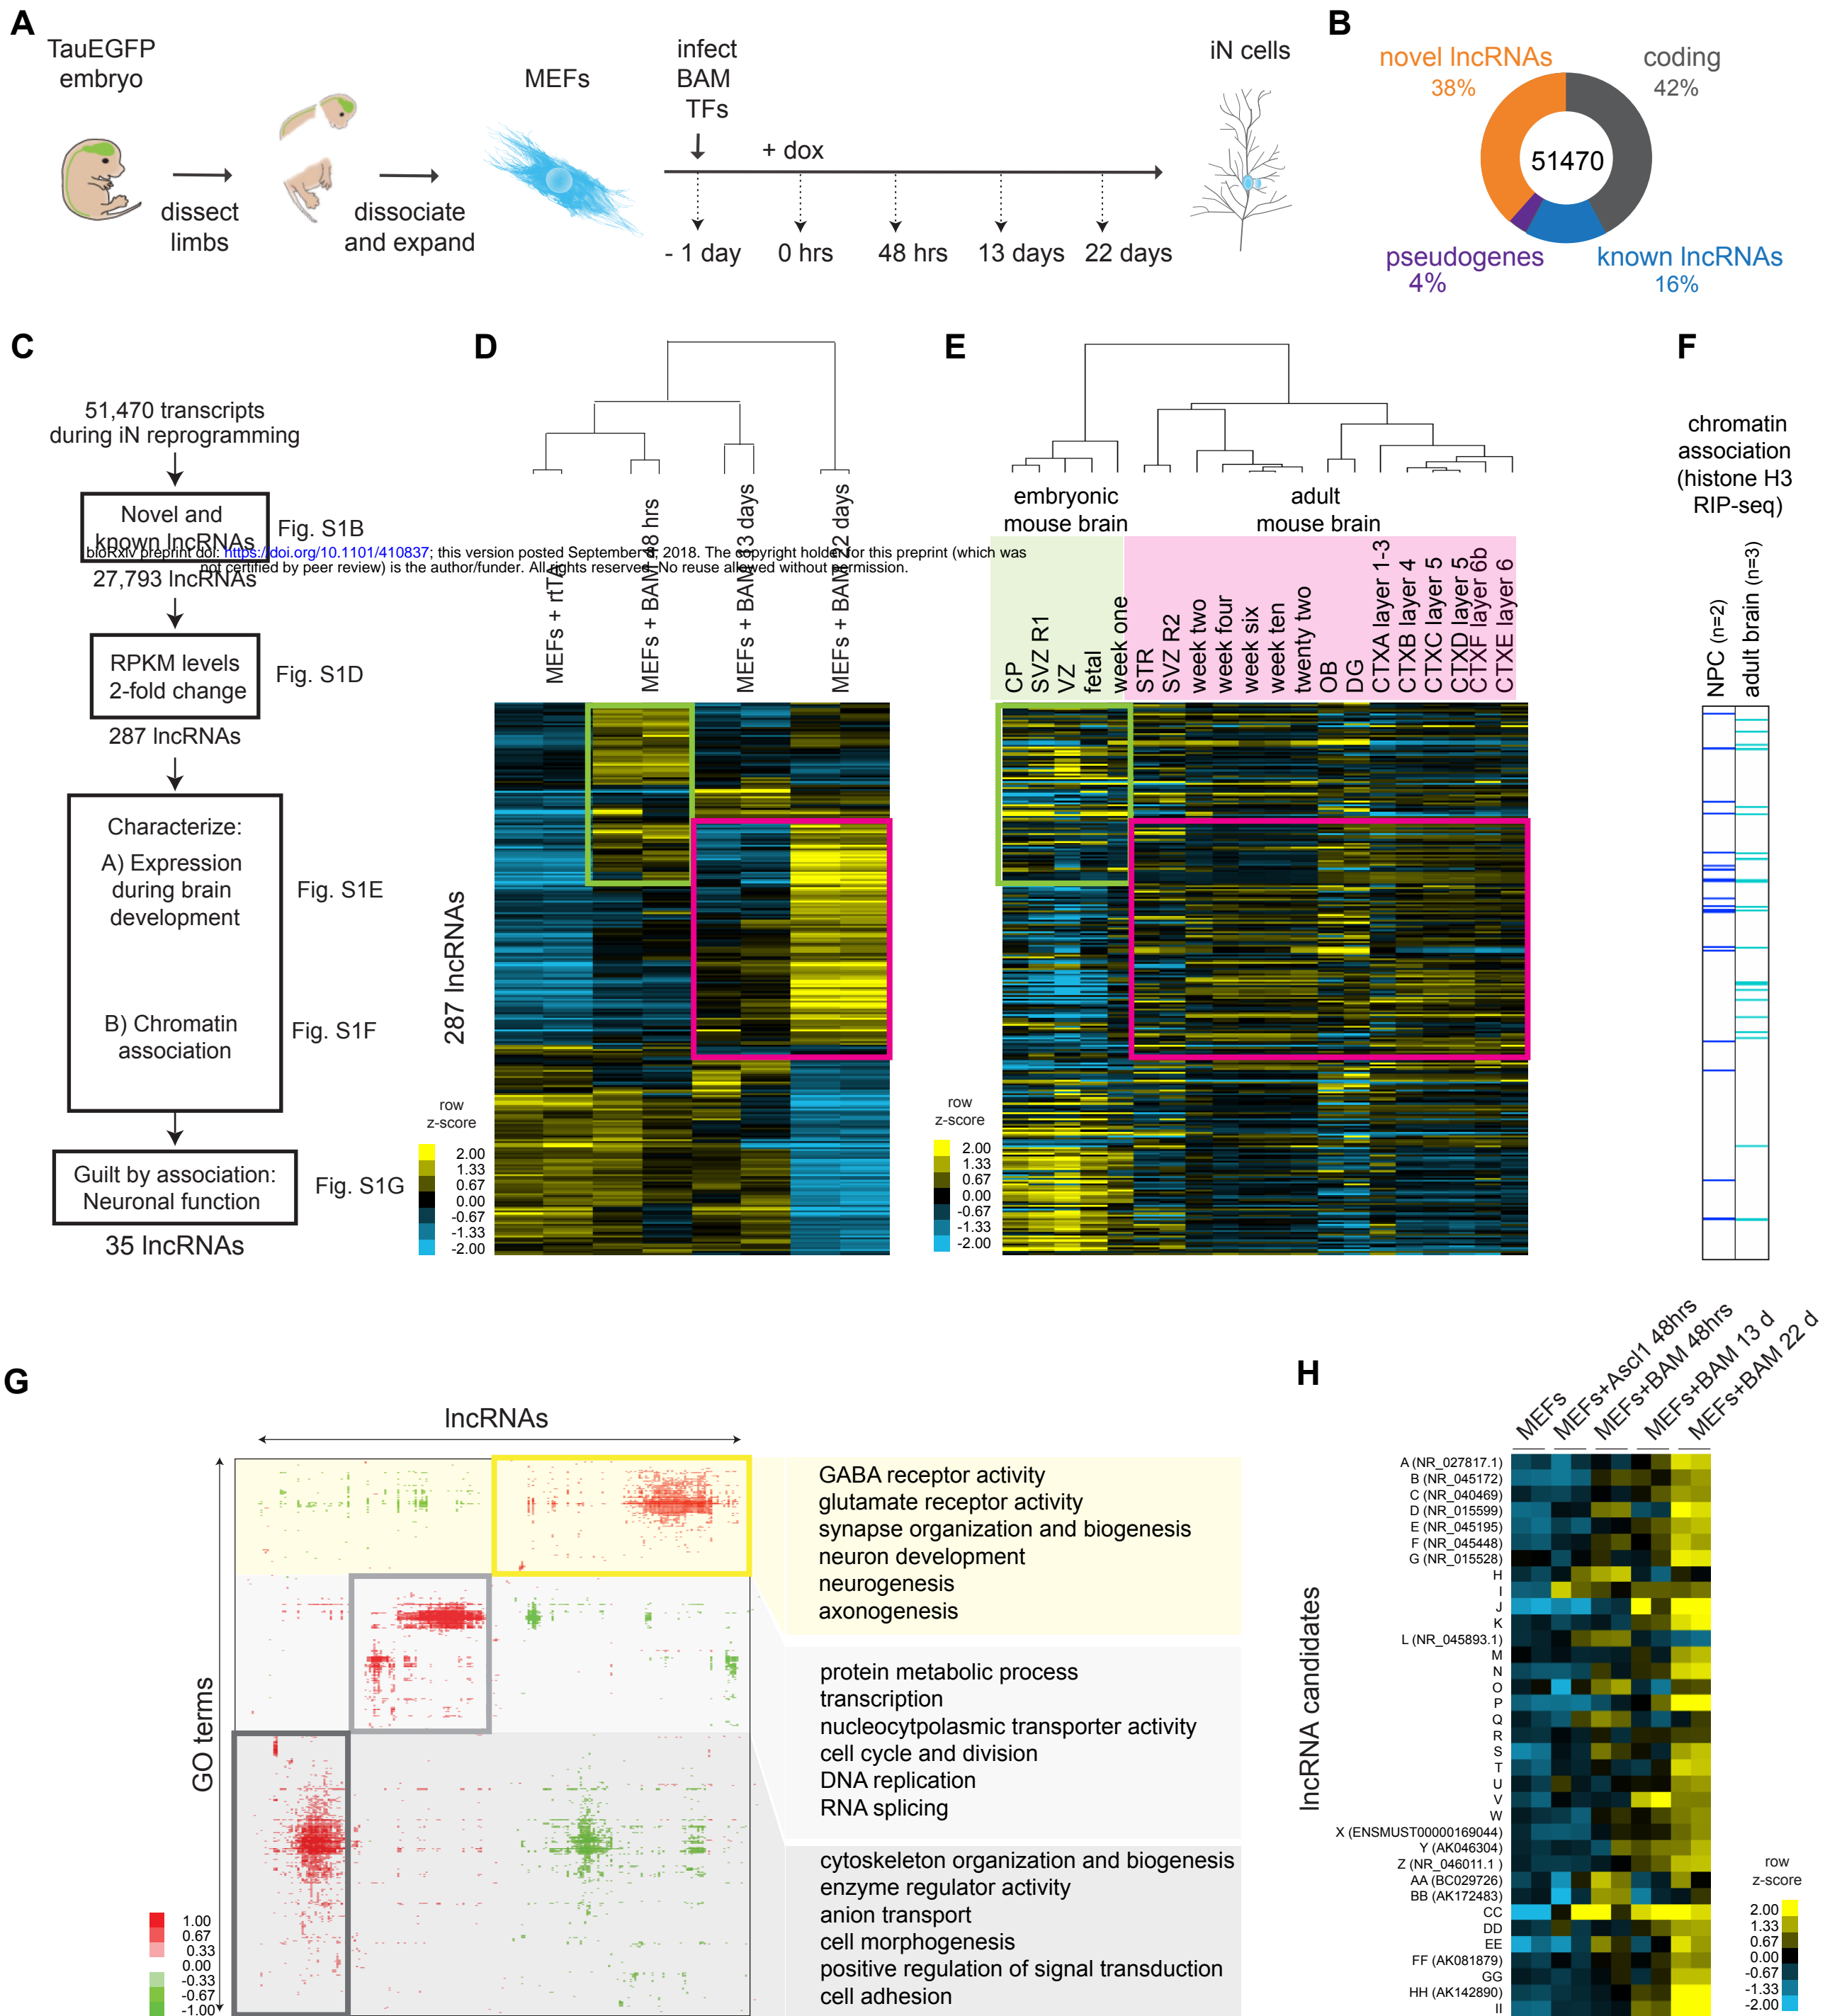 A
TauEGFP
embryo
dissect
limbs
dissociate
and expand
MEFs
infect
BAM
TFs
+ dox
- 1 day
0 hrs
48 hrs
13 days
22 days
iN cells
B
novel lncRNAs
38%
coding
42%
51470
pseudogenes
4%
known lncRNAs
16%
C
51,470 transcripts
during iN reprogramming
Novel and
known lncRNAs
Fig. S1B
bioRxiv preprint doi: https://doi.org/10.1101/410837; this version posted September 1, 2018. The copyright holder for this preprint (which was
not certified by peer review) is the author/funder. All rights reserved. No reuse allowed without permission.
27,793 lncRNAs
RPKM levels
2-fold change
Fig. S1D
287 lncRNAs
Characterize:
A) Expression
during brain
development
Fig. S1E
B) Chromatin
association
Fig. S1F
Guilt by association:
Neuronal function
Fig. S1G
35 lncRNAs
D
MEFs + rtTA
MEFs + BAM 48 hrs
MEFs + BAM 13 days
MEFs + BAM 22 days
287 lncRNAs
row
z-score
2.00
1.33
0.67
0.00
-0.67
-1.33
-2.00
E
embryonic
mouse brain
adult
mouse brain
CP
SVZ R1
VZ
fetal
week one
STR
SVZ R2
week two
week four
week six
week ten
twenty two
OB
DG
CTXA layer 1-3
CTXB layer 4
CTXC layer 5
CTXD layer 5
CTXF layer 6b
CTXE layer 6
row
z-score
2.00
1.33
0.67
0.00
-0.67
-1.33
-2.00
F
chromatin
association
(histone H3
RIP-seq)
NPC (n=2)
adult brain (n=3)
G
lncRNAs
GO terms
GABA receptor activity
glutamate receptor activity
synapse organization and biogenesis
neuron development
neurogenesis
axonogenesis
protein metabolic process
transcription
nucleocytpolasmic transporter activity
cell cycle and division
DNA replication
RNA splicing
cytoskeleton organization and biogenesis
enzyme regulator activity
anion transport
cell morphogenesis
positive regulation of signal transduction
cell adhesion
1.00
0.67
0.33
0.00
-0.33
-0.67
-1.00
H
MEFs
MEFs+Ascl1 48hrs
MEFs+BAM 48hrs
MEFs+BAM 13 d
MEFs+BAM 22 d
lncRNA candidates
A (NR_027817.1)
B (NR_045172)
C (NR_040469)
D (NR_015599)
E (NR_045195)
F (NR_045448)
G (NR_015528)
H
I
J
K
L (NR_045893.1)
M
N
O
P
Q
R
S
T
U
V
W
X (ENSMUST00000169044)
Y (AK046304)
Z (NR_046011.1 )
AA (BC029726)
BB (AK172483)
CC
DD
EE
FF (AK081879)
GG
HH (AK142890)
II
row
z-score
2.00
1.33
0.67
0.00
-0.67
-1.33
-2.00